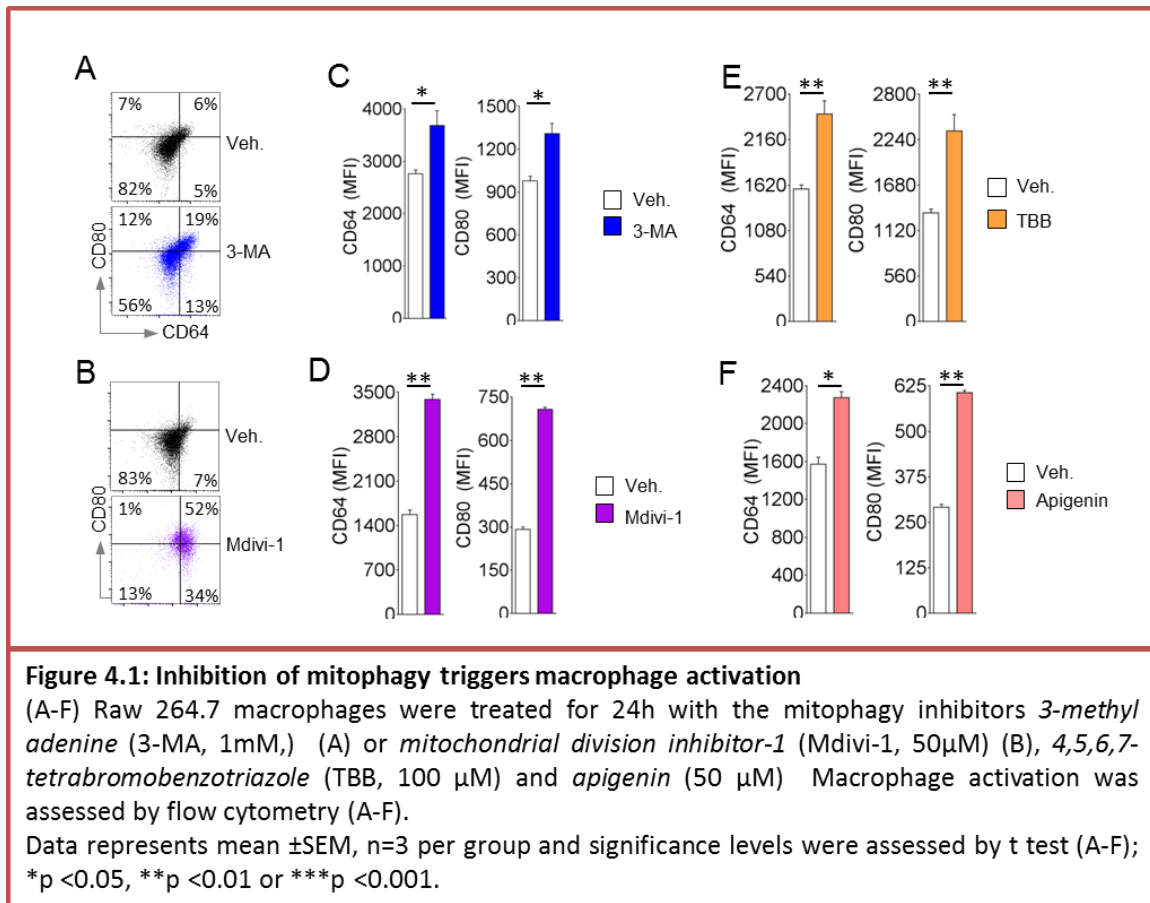 A
7% 6%
Veh.
82% 5%
12% 19%
3-MA
56% 13%
CD80
CD64
B
Veh.
83% 7%
1% 52%
Mdivi-1
13% 34%
CD80
C
*
4000
3000
2000
1000
0
CD64 (MFI)
*
1500
1200
900
600
300
0
CD80 (MFI)
Veh.
3-MA
D
**
3500
2800
2100
1400
700
0
CD64 (MFI)
**
750
600
450
300
150
0
CD80 (MFI)
Veh.
Mdivi-1
E
**
2700
2160
1620
1080
540
0
CD64 (MFI)
**
2800
2240
1680
1120
560
0
CD80 (MFI)
Veh.
TBB
F
*
2400
2000
1600
1200
800
400
0
CD64 (MFI)
**
625
500
375
250
125
0
CD80 (MFI)
Veh.
Apigenin
Figure 4.1: Inhibition of mitophagy triggers macrophage activation
(A-F) Raw 264.7 macrophages were treated for 24h with the mitophagy inhibitors 3-methyl
adenine (3-MA, 1mM,) (A) or mitochondrial division inhibitor-1 (Mdivi-1, 50μM) (B), 4,5,6,7-
tetrabromobenzotriazole (TBB, 100 μM) and apigenin (50 μM) Macrophage activation was
assessed by flow cytometry (A-F).
Data represents mean ±SEM, n=3 per group and significance levels were assessed by t test (A-F);
*p <0.05, **p <0.01 or ***p <0.001.